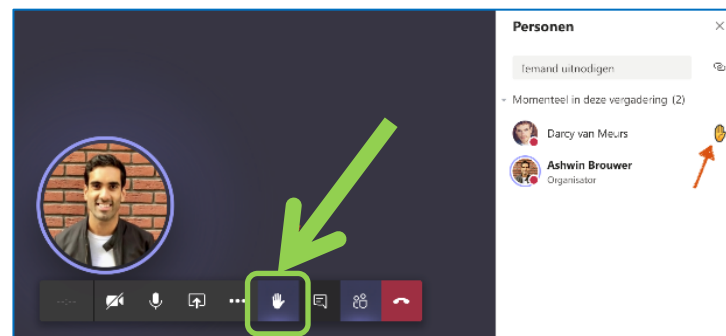 Personen
Iemand uitnodigen
Momenteel in deze vergadering (2)
Darcy van Meurs
Ashwin Brouwer
Organisator
--:--